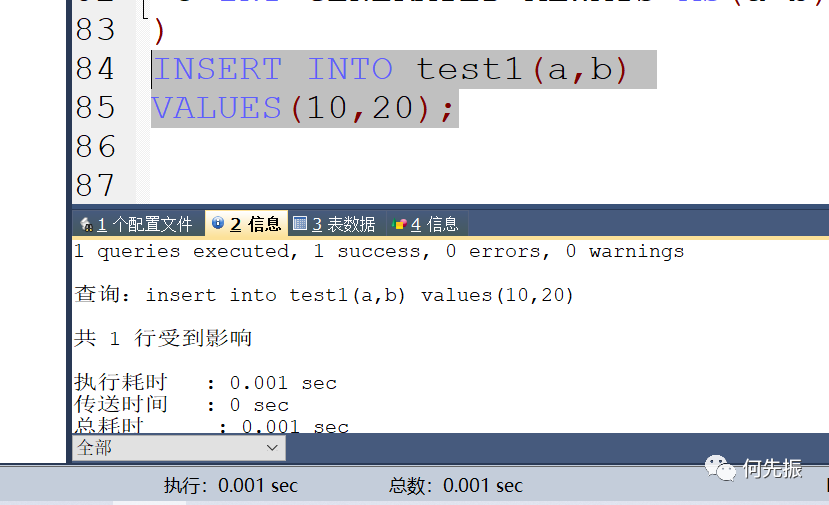 83 )
84 INSERT INTO test1(a,b)
85 VALUES(10,20);
86
87
1 个配置文件 2 信息 3 表数据 4 信息
1 queries executed, 1 success, 0 errors, 0 warnings
查询：insert into test1(a,b) values(10,20)
共 1 行受到影响
执行耗时 : 0.001 sec
传送时间 : 0 sec
总耗时 : 0.001 sec
全部
何先振
执行：0.001 sec 总数：0.001 sec